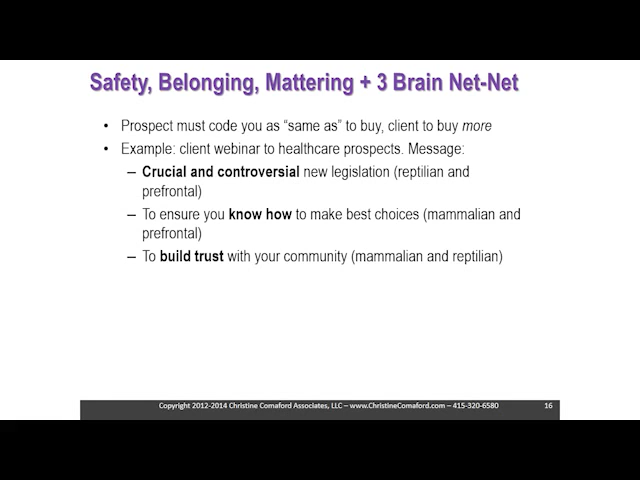 Safety, Belonging, Mattering + 3 Brain Net-Net
• Prospect must code you as “same as” to buy, client to buy more
• Example: client webinar to healthcare prospects. Message:
– Crucial and controversial new legislation (reptilian and
prefrontal)
– To ensure you know how to make best choices (mammalian and
prefrontal)
– To build trust with your community (mammalian and reptilian)
Copyright 2012-2014 Christine Comaford Associates, LLC – www.ChristineComaford.com – 415-320-6580 16